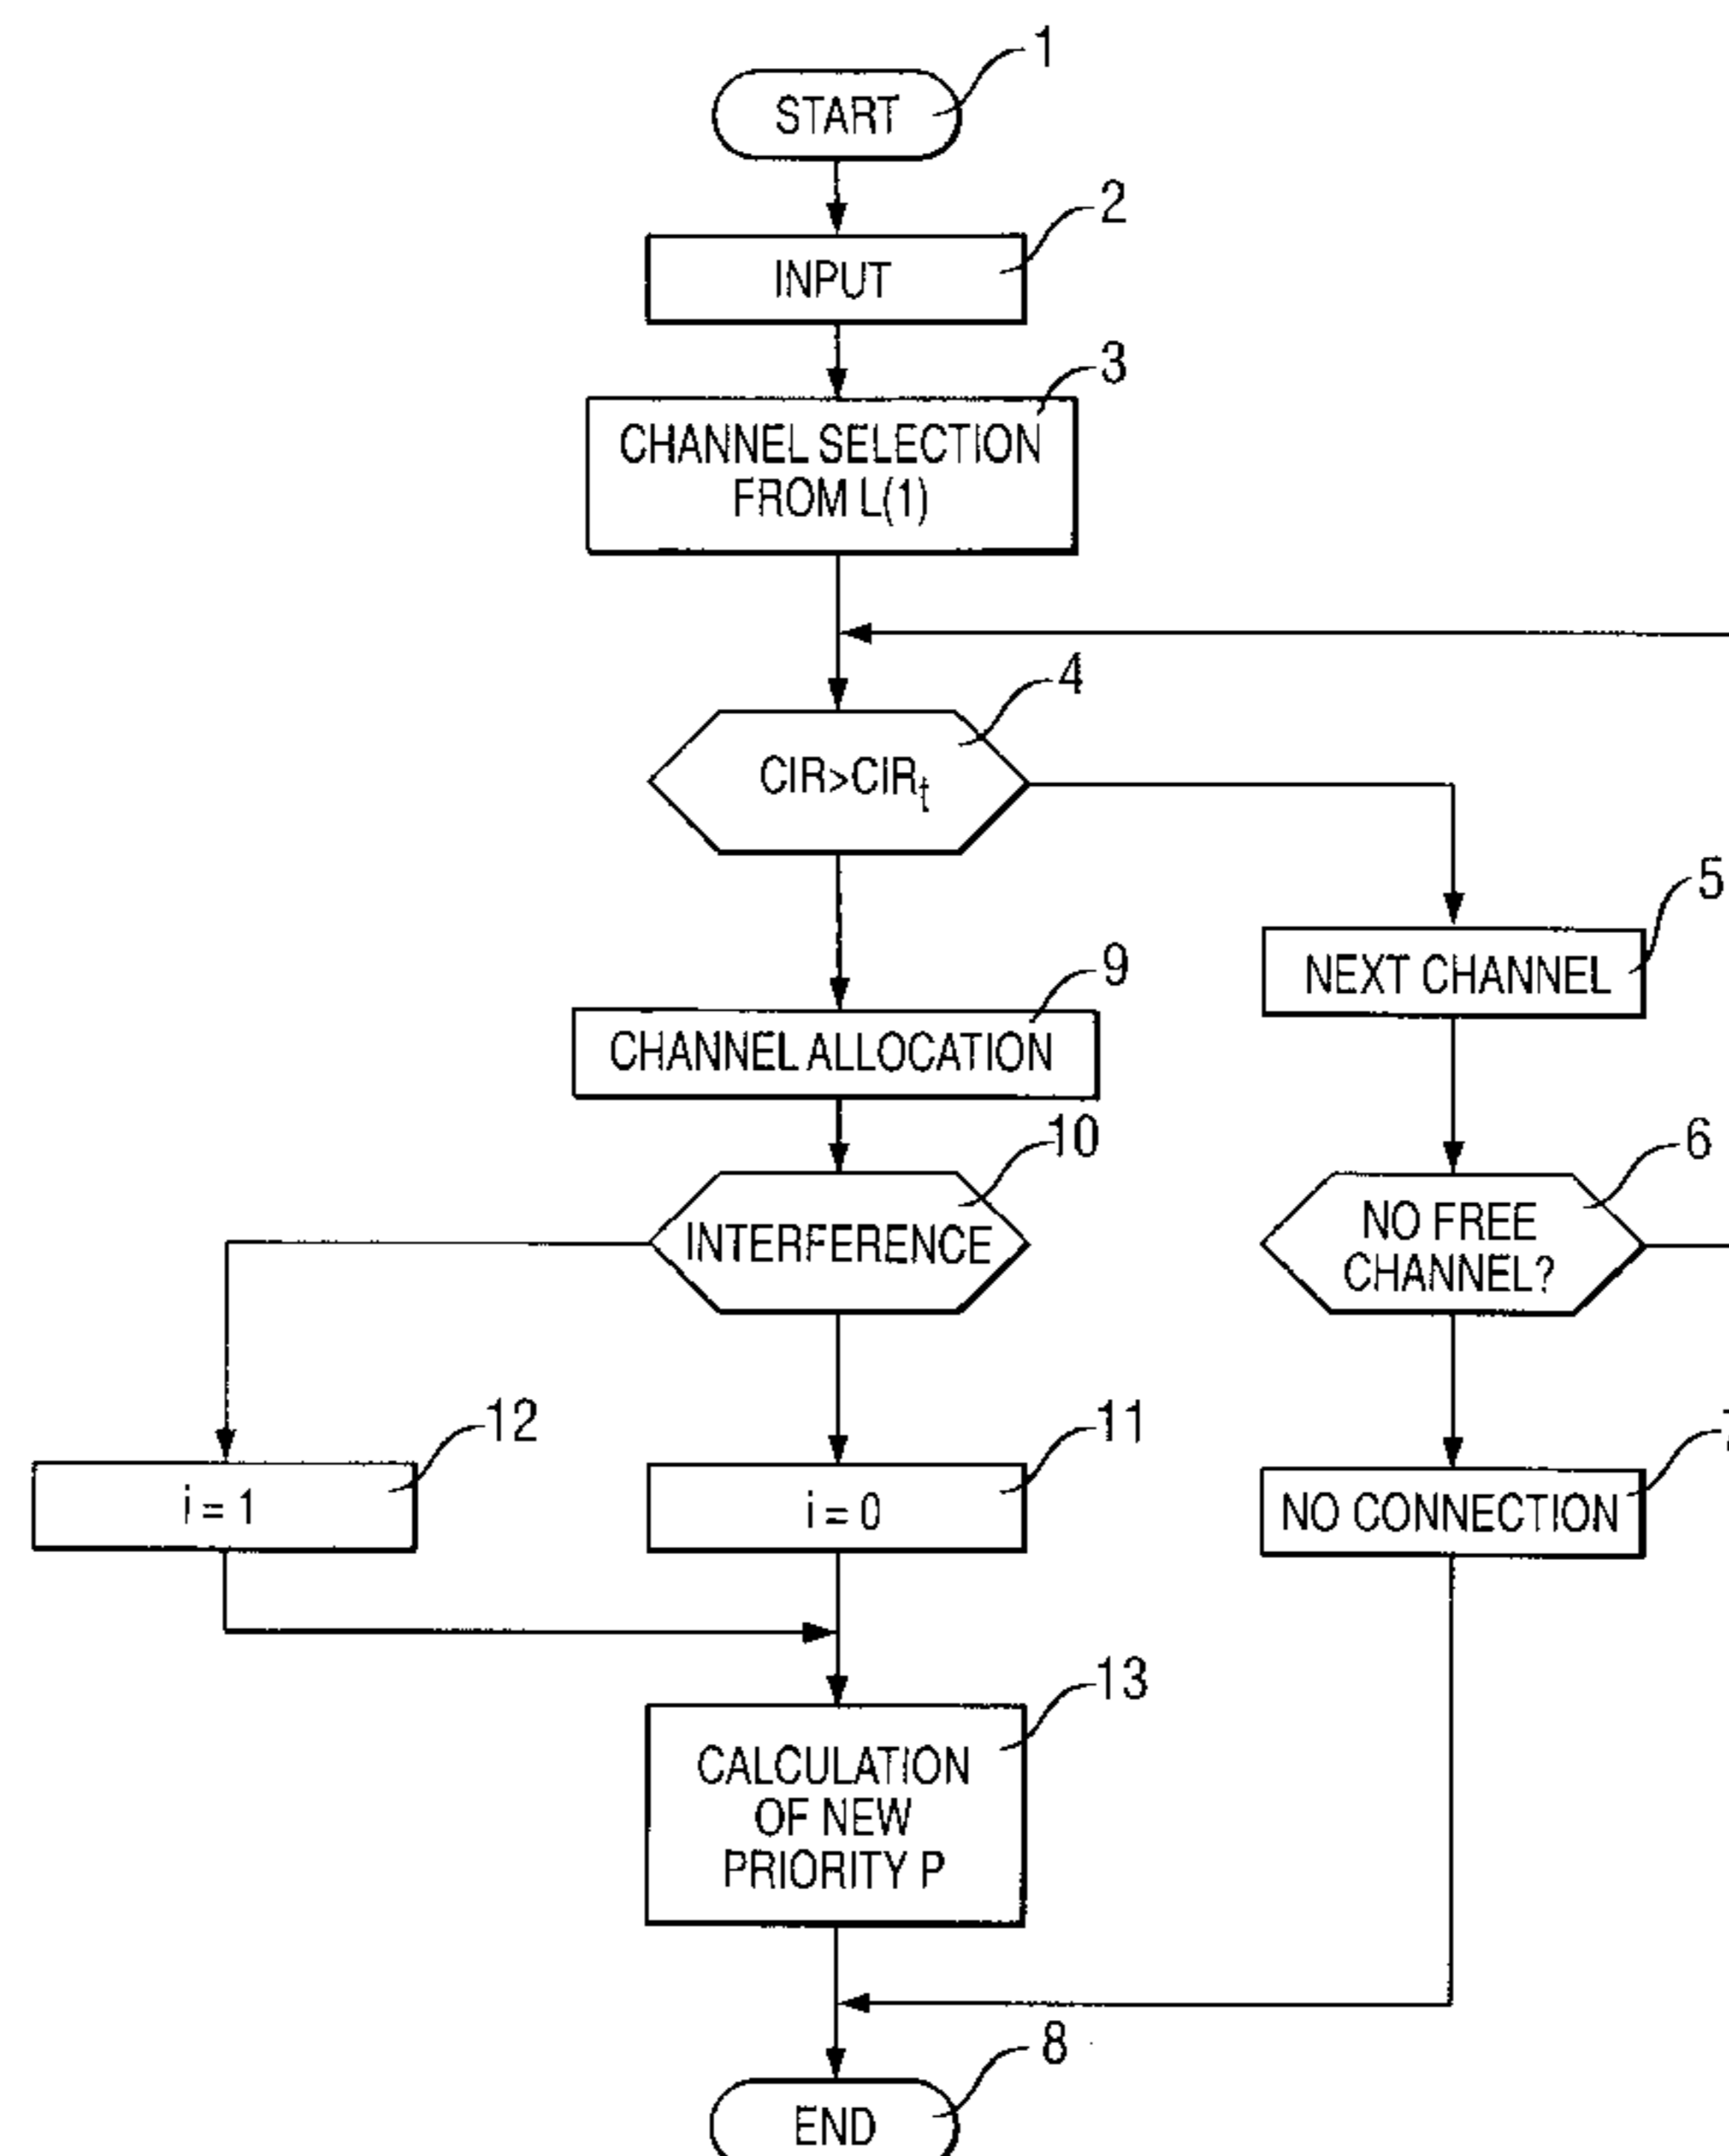 1
START
2
INPUT
3
CHANNEL SELECTION
FROM L(1)
4
CIR>CIRt
5
NEXT CHANNEL
9
CHANNEL ALLOCATION
10
INTERFERENCE
6
NO FREE
CHANNEL?
12
i = 1
11
i = 0
NO CONNECTION
13
CALCULATION
OF NEW
PRIORITY P
8
END